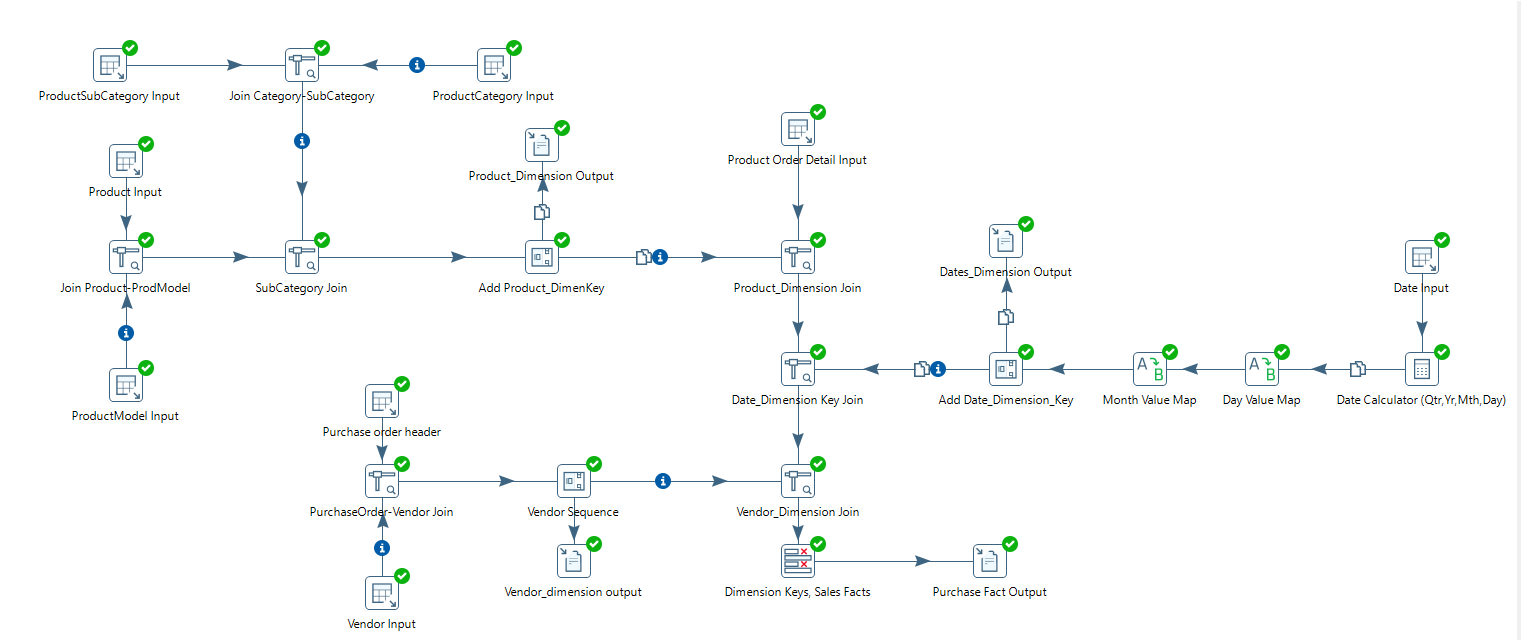 ProductSubCategory Input
Join Category-SubCategory
ProductCategory Input
Product Order Detail Input
Product_Dimension Output
Product Input
Dates_Dimension Output
Join Product-ProdModel
SubCategory Join
Add Product_DimenKey
Product_Dimension Join
Date Input
ProductModel Input
Date_Dimension Key Join
Add Date_Dimension_Key
Month Value Map
Day Value Map
Date Calculator (Qtr,Yr,Mth,Day)
Purchase order header
PurchaseOrder-Vendor Join
Vendor Sequence
Vendor_Dimension Join
Vendor_dimension output
Dimension Keys, Sales Facts
Purchase Fact Output
Vendor Input